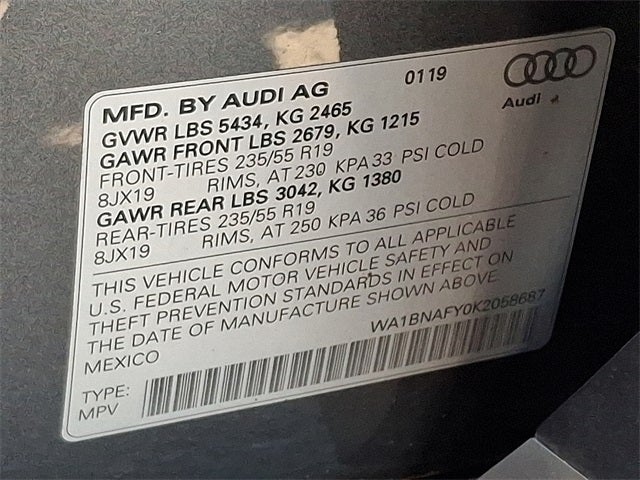 MFD. BY AUDI AG 0119
Audi
GVWR LBS 5434, KG 2465
GAWR FRONT LBS 2679, KG 1215
FRONT-TIRES 235/55 R19
8JX19 RIMS, AT 230 KPA 33 PSI COLD
GAWR REAR LBS 3042, KG 1380
REAR-TIRES 235/55 R19
8JX19 RIMS, AT 250 KPA 36 PSI COLD
THIS VEHICLE CONFORMS TO ALL APPLICABLE
U.S. FEDERAL MOTOR VEHICLE SAFETY AND
THEFT PREVENTION STANDARDS IN EFFECT ON
THE DATE OF MANUFACTURE SHOWN ABOVE.
MEXICO WA1BNAFY0K2058687
TYPE:
MPV